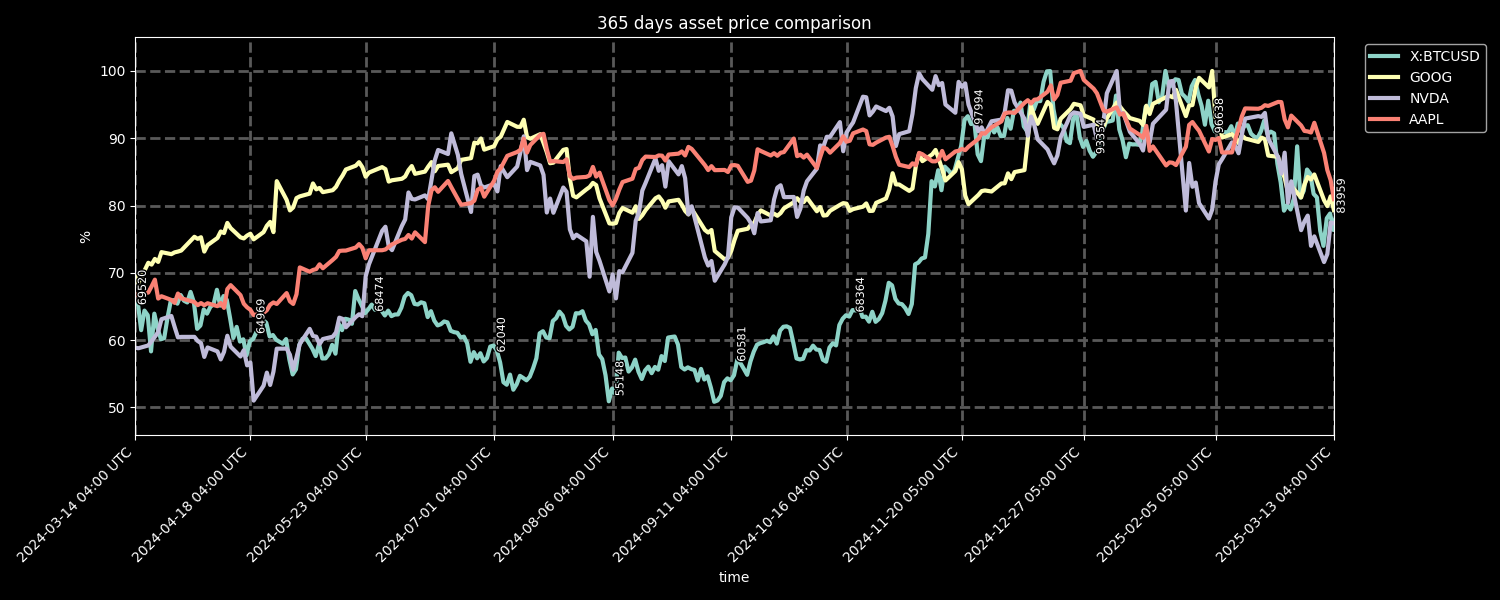 365 days asset price comparison
X:BTCUSD
GOOG
NVDA
AAPL
100
90
80
70
60
50
%
69520
64969
68474
62040
55148
60581
68364
97994
93354
96638
83959
2024-03-14 04:00 UTC
2024-04-18 04:00 UTC
2024-05-23 04:00 UTC
2024-07-01 04:00 UTC
2024-08-06 04:00 UTC
2024-09-11 04:00 UTC
2024-10-16 04:00 UTC
2024-11-20 05:00 UTC
2024-12-27 05:00 UTC
2025-02-05 05:00 UTC
2025-03-13 04:00 UTC
time